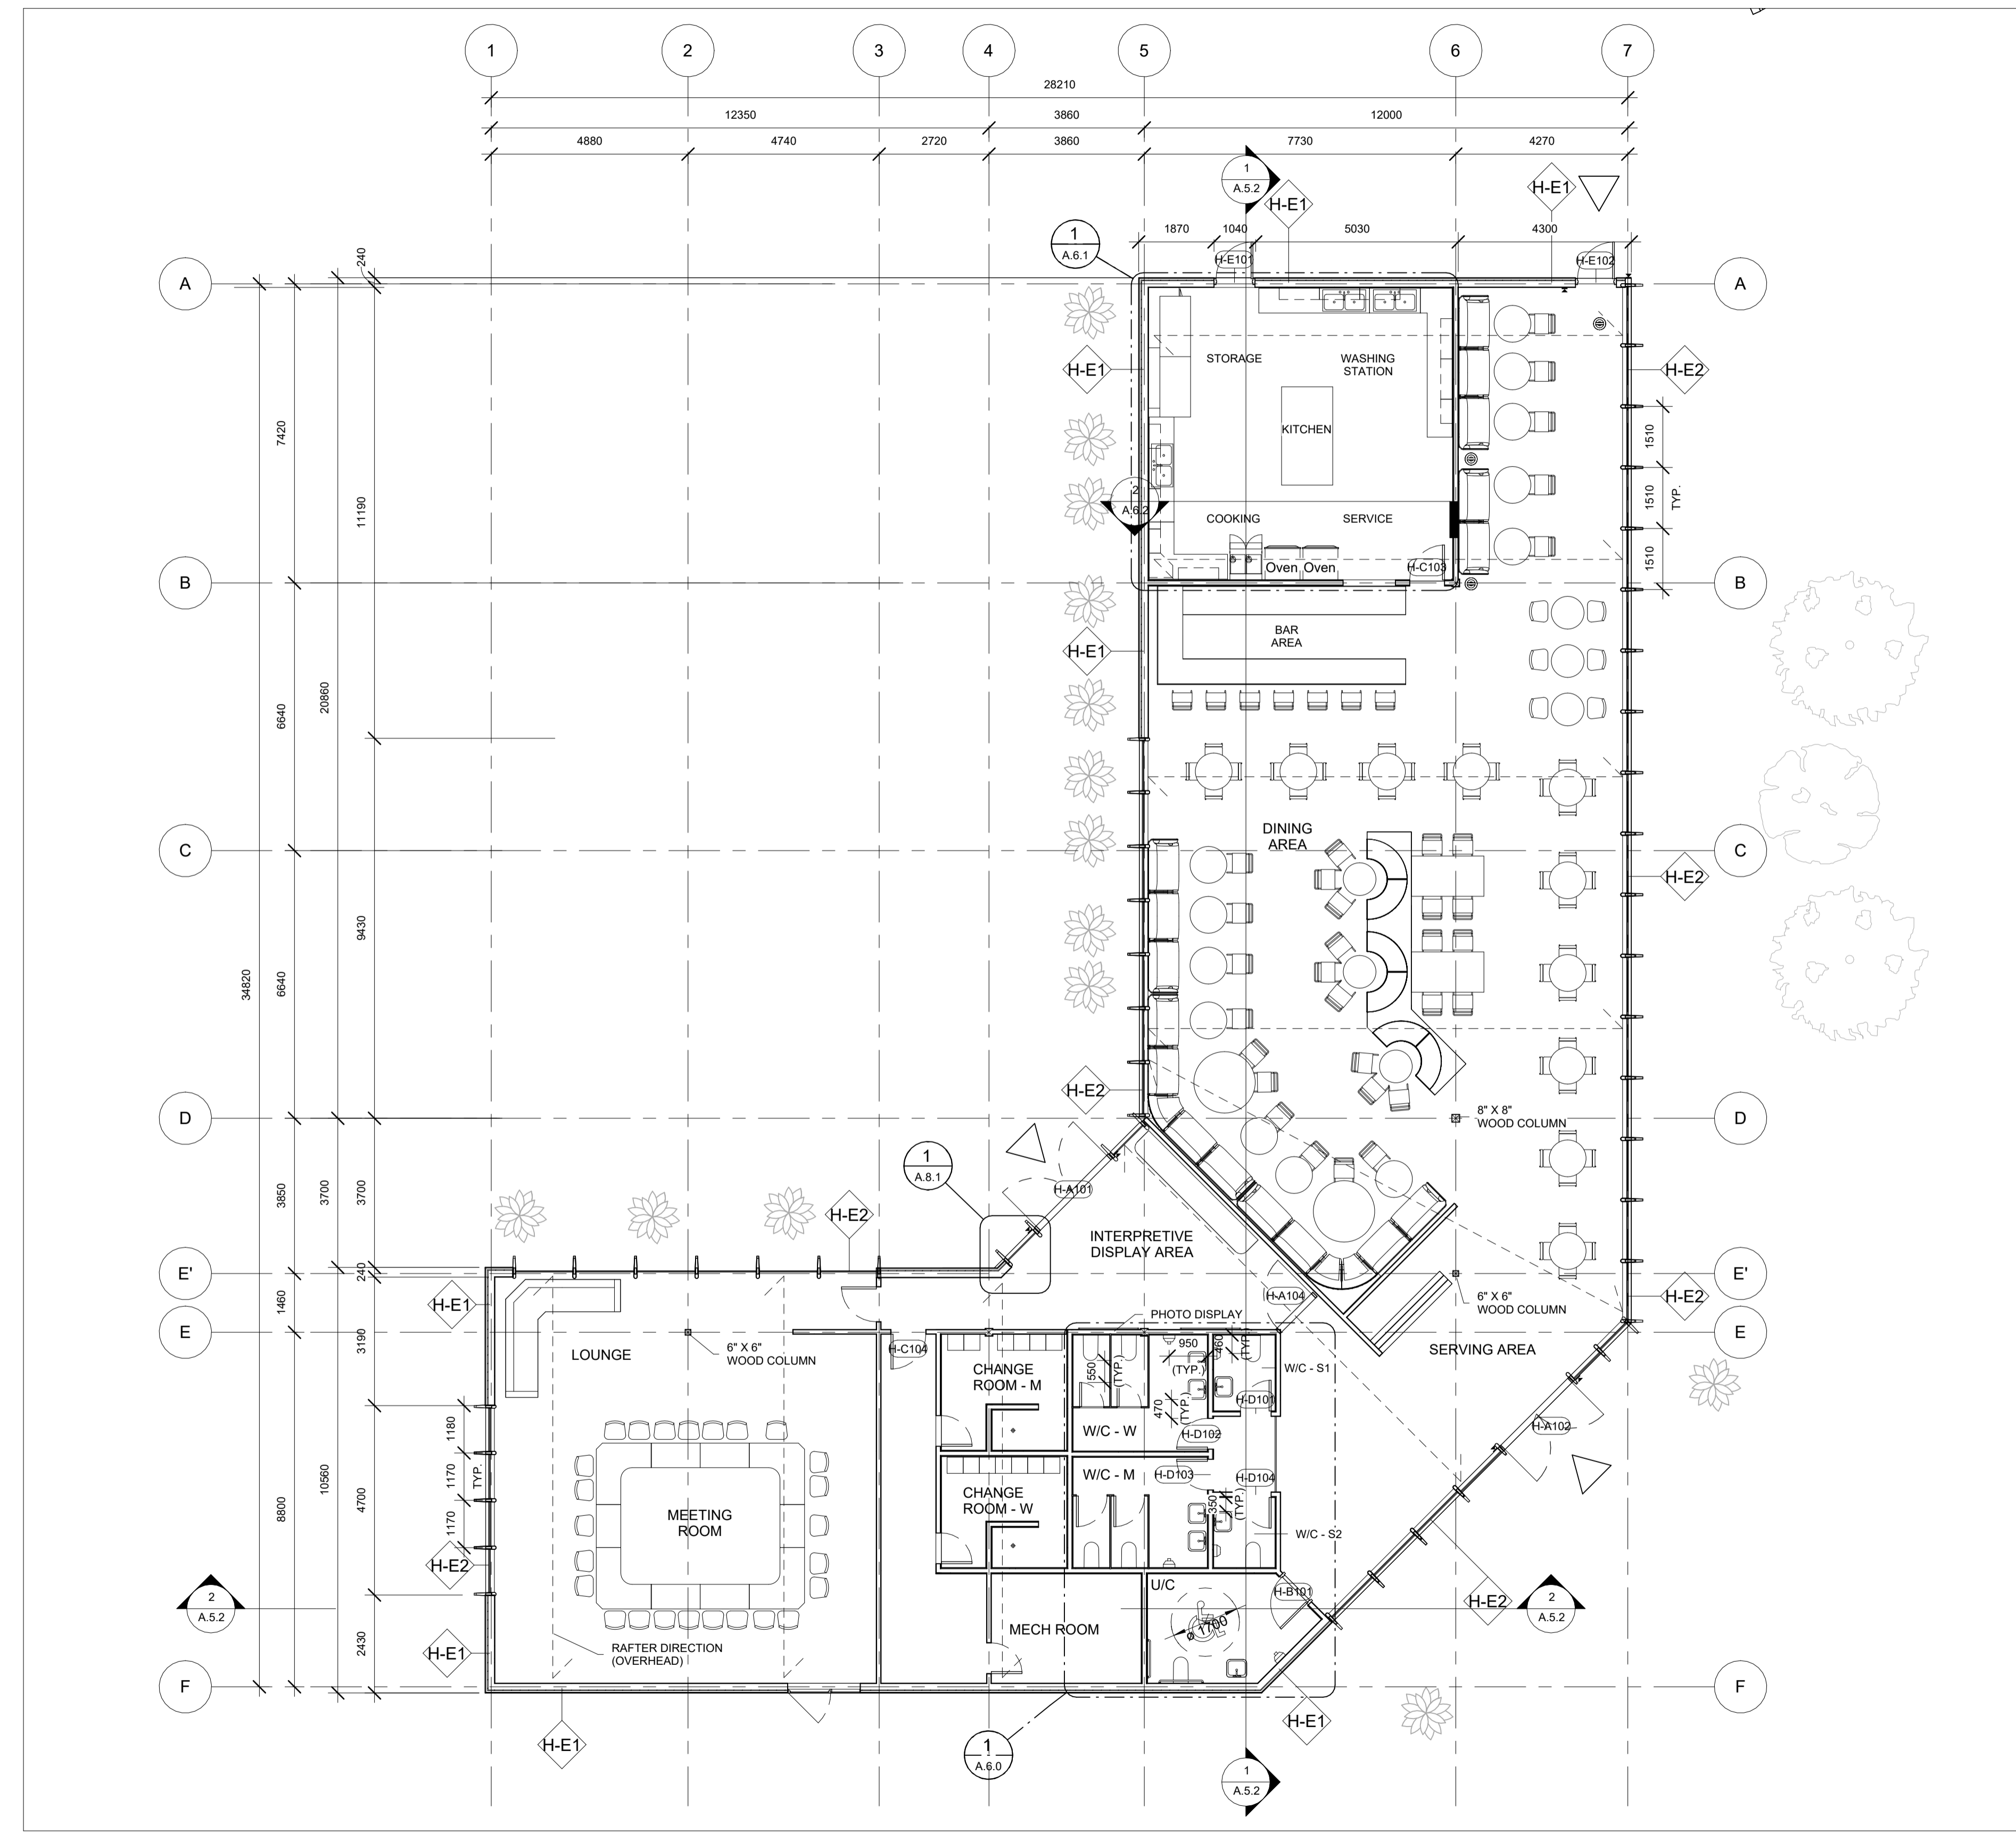 1 2 3 4 5 6 7
28210
12350 3860 12000
4880 4740 2720 3860 7730 4270
1
A.5.2
H-E1
H-E1
1870 1040 5030 4300
1
A.6.1
H-E101
H-E102
240
A
A
STORAGE
WASHING
STATION
H-E1
H-E2
KITCHEN
7420
1510
1510
TYP.
1510
11190
2
A.6.2
COOKING
SERVICE
Oven Oven
H-C103
B
B
BAR
AREA
H-E1
20860
6640
DINING
AREA
C
C
H-E2
9430
34820
6640
H-E2
D
D
8" X 8"
WOOD COLUMN
1
A.8.1
H-A101
3850
3700
3700
H-E2
INTERPRETIVE
DISPLAY AREA
E'
E'
240
H-E1
H-A104
6" X 6"
WOOD COLUMN
H-E2
1460
PHOTO DISPLAY
E
E
3190
LOUNGE
6" X 6"
WOOD COLUMN
H-C104
CHANGE
ROOM - M
550
(TYP.)
950
(TYP.)
460
(TYP.)
W/C - S1
SERVING AREA
H-D101
470
(TYP.)
1180
1170
TYP.
1170
W/C - W
H-D102
H-A102
W/C - M
H-D103
H-D104
10560
4700
8800
CHANGE
ROOM - W
350
(TYP.)
MEETING
ROOM
W/C - S2
H-E2
U/C
H-B101
H-E2
2
A.5.2
2
A.5.2
MECH ROOM
ø 1700
RAFTER DIRECTION
(OVERHEAD)
H-E1
2430
F
F
H-E1
H-E1
1
A.6.0
1
A.5.2